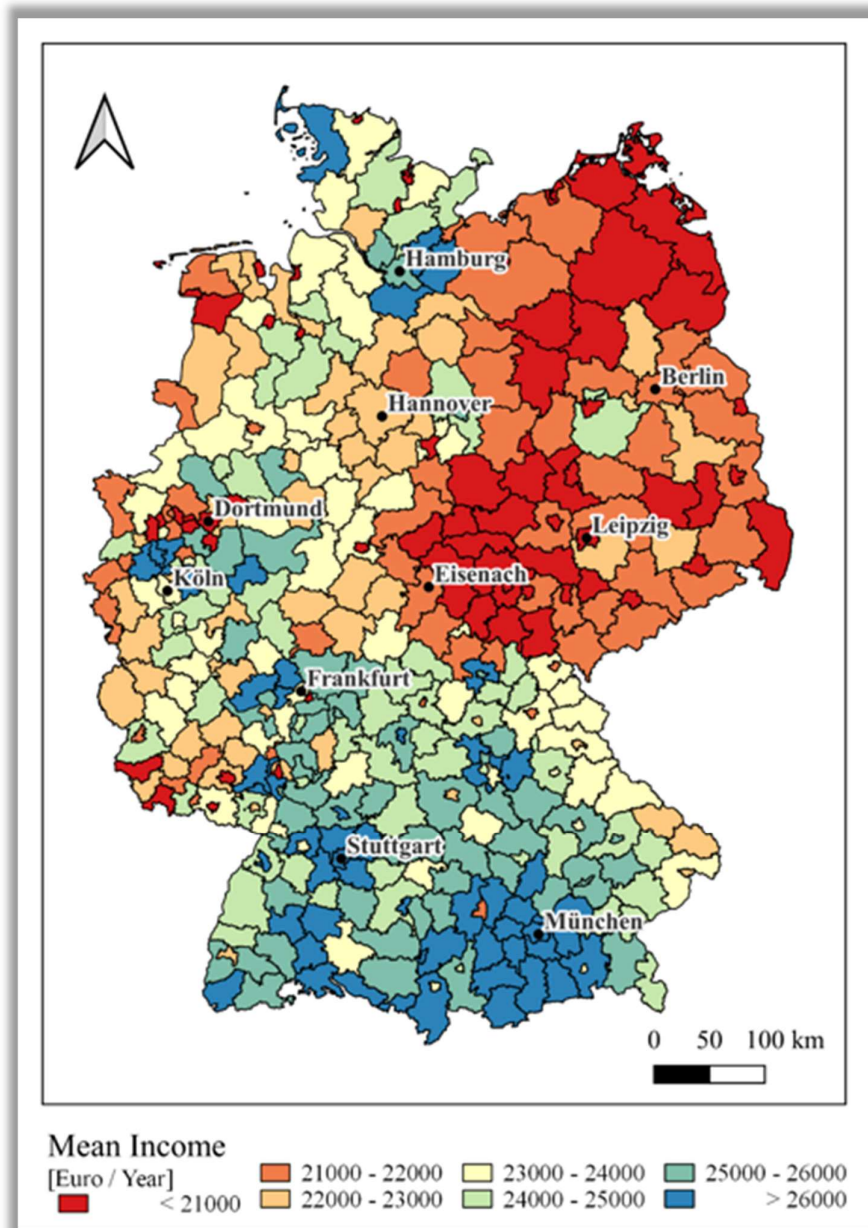 Hamburg
Berlin
Hannover
Dortmund
Leipzig
Köln
Eisenach
Frankfurt
Stuttgart
München
0 50 100 km
Mean Income
[Euro / Year]
< 21000
21000 - 22000
22000 - 23000
23000 - 24000
24000 - 25000
25000 - 26000
> 26000